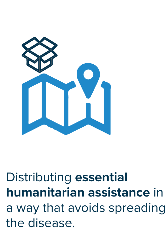 Distributing essential
humanitarian assistance in
a way that avoids spreading
the disease.